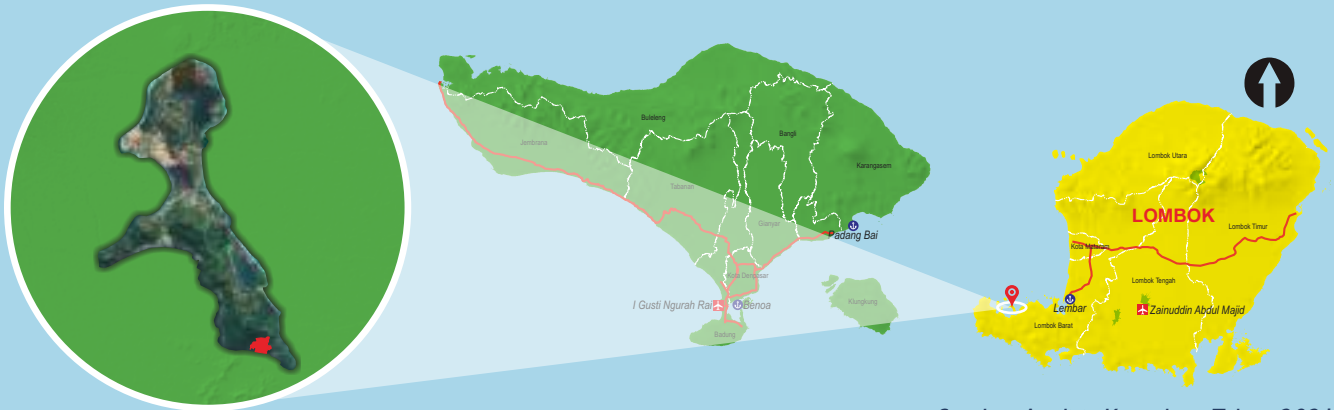 Buleleng
Bangli
Jembrana
Karangasem
Tabanan
Gianyar
Padang Bai
Kota Denpasar
I Gusti Ngurah Rai
Benoa
Klungkung
Badung
Lombok Utara
LOMBOK
Lombok Timur
Kota Mataram
Lombok Tengah
Lembar
Zainuddin Abdul Majid
Lombok Barat